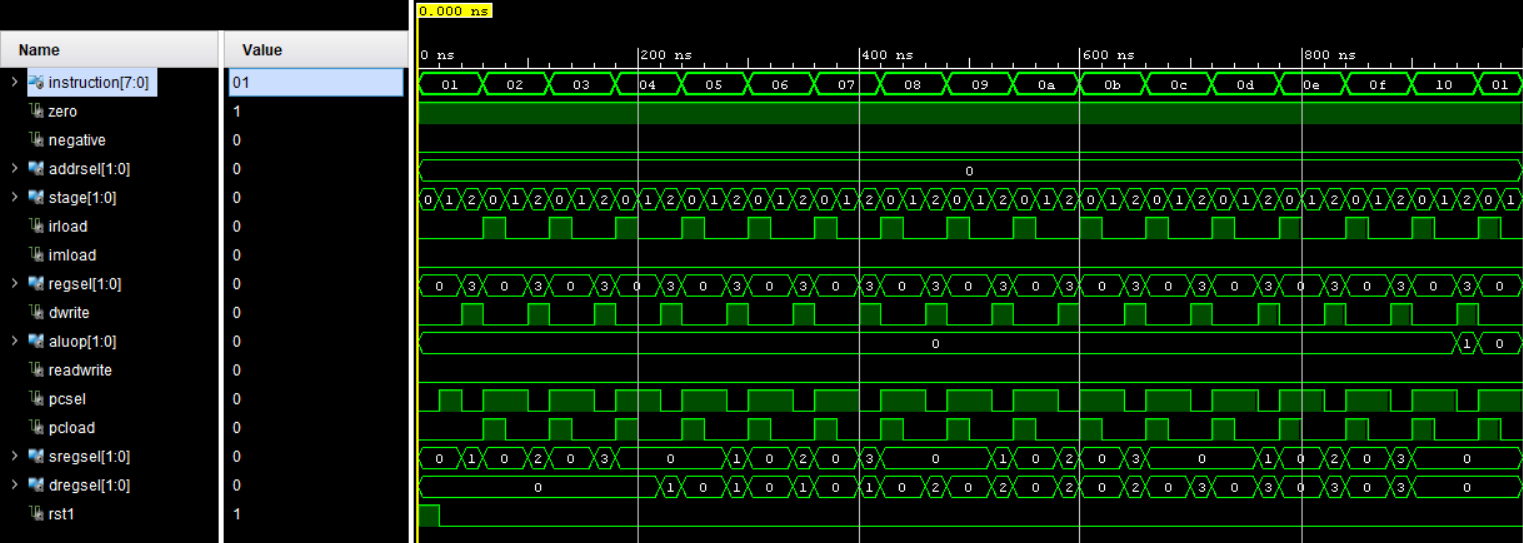 0.000 ns
Name Value 0 ns 200 ns 400 ns 600 ns 800 ns
instruction[7:0] 01 01 02 03 04 05 06 07 08 09 0a 0b 0c 0d 0e 0f 10 01
zero 1
negative 0
addrsel[1:0] 0 0
stage[1:0] 0 0 1 2 0 1 2 0 1 2 0 1 2 0 1 2 0 1 2 0 1 2 0 1 2 0 1 2 0 1 2 0 1 2 0 1 2 0 1 2 0 1 2 0 1 2 0 1 2 0 1
irload 0
imload 0
regsel[1:0] 0 0 3 0 3 0 3 0 3 0 3 0 3 0 3 0 3 0 3 0 3 0 3 0 3 0 3 0 3 0 3 0 3 0
dwrite 0
aluop[1:0] 0 0 1 0
readwrite 0
pcsel 0
pcload 0
sregsel[1:0] 0 0 1 0 2 0 3 0 1 0 2 0 3 0 1 0 2 0 3 0 1 0 2 0 3 0
dregsel[1:0] 0 0 1 0 1 0 1 0 1 0 2 0 2 0 2 0 2 0 3 0 3 0 3 0 3 0
rst1 1